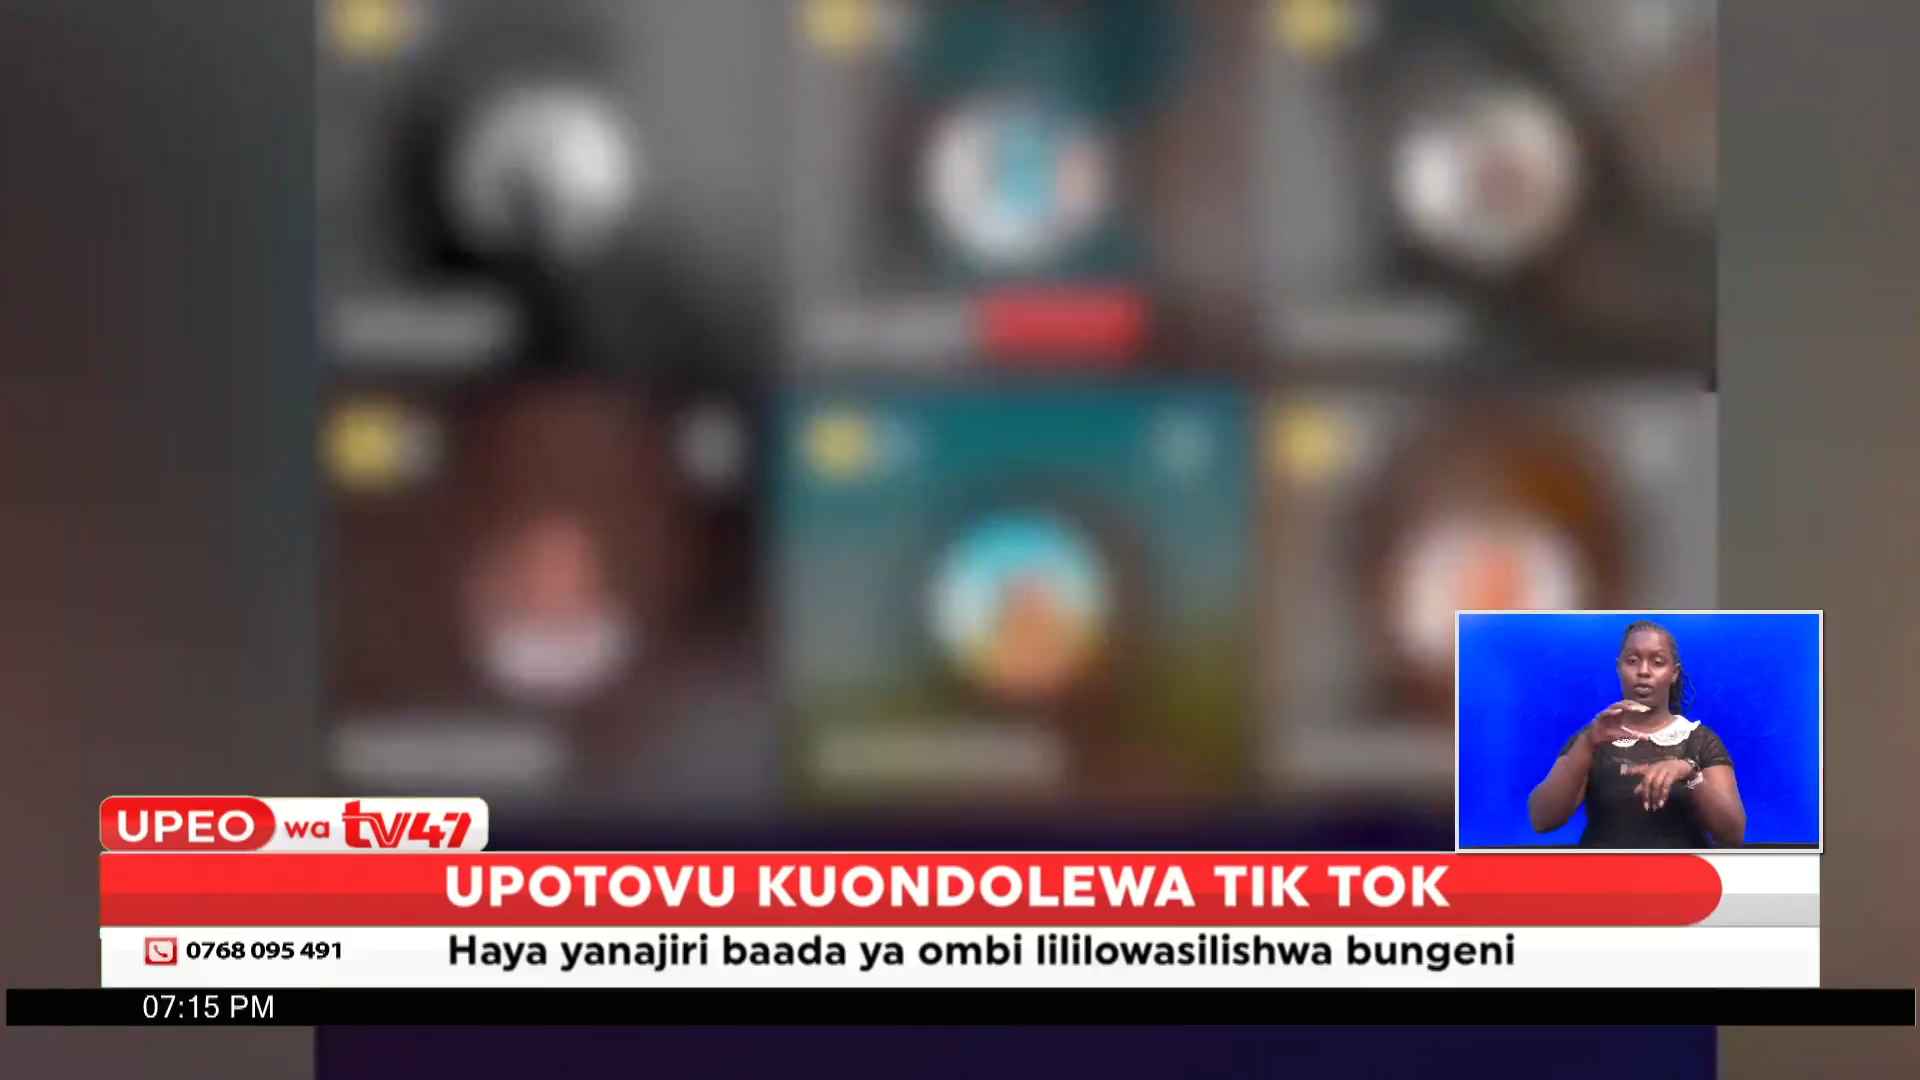 UPEO wa tv47
UPOTOVU KUONDOLEWA TIK TOK
0768 095 491
Haya yanajiri baada ya ombi lililowasilishwa bungeni
07:15 PM